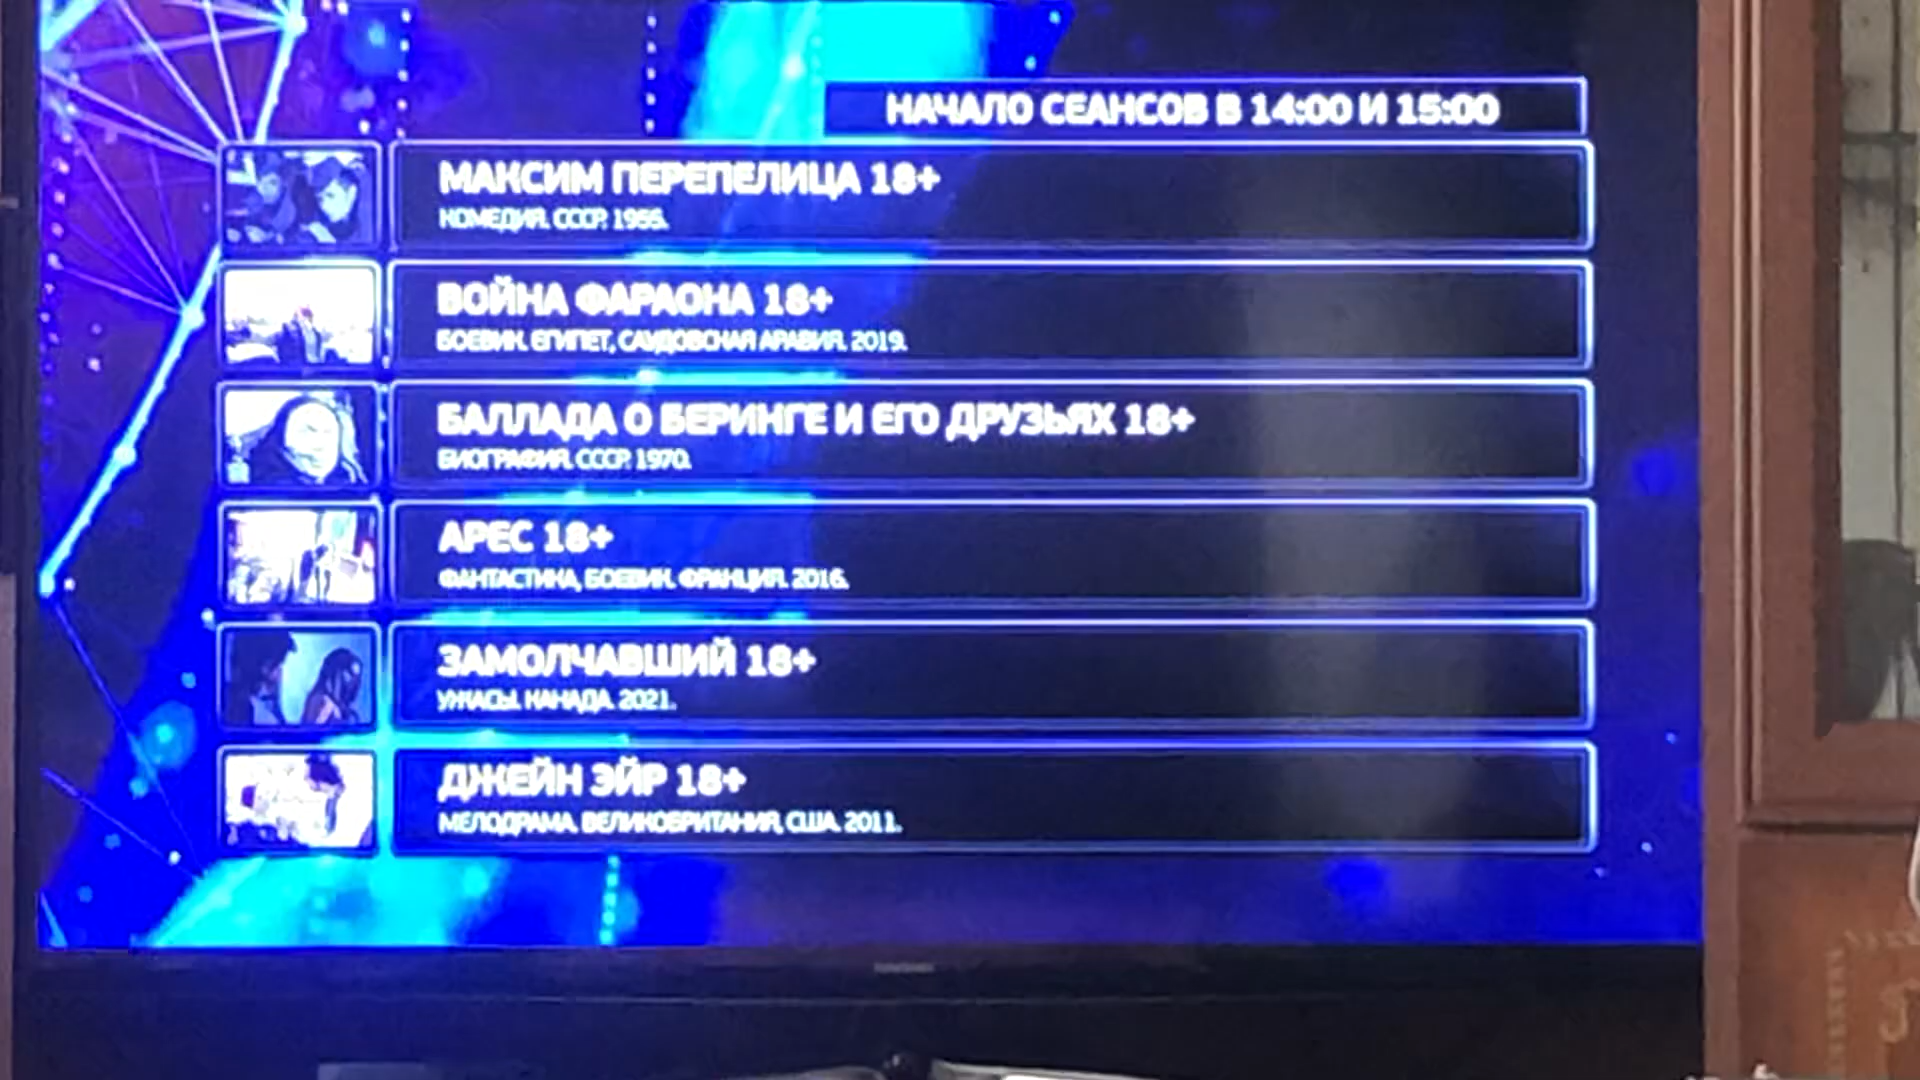 НАЧАЛО СЕАНСОВ В 14:00 И 15:00
МАКСИМ ПЕРЕПЕЛИЦА 18+
КОМЕДИЯ. СССР. 1955.
ВОЙНА ФАРАОНА 18+
БОЕВИК. ЕГИПЕТ, САУДОВСКАЯ АРАВИЯ. 2019.
БАЛЛАДА О БЕРИНГЕ И ЕГО ДРУЗЬЯХ 18+
БИОГРАФИЯ. СССР. 1970.
АРЕС 18+
ФАНТАСТИКА, БОЕВИК. ФРАНЦИЯ. 2016.
ЗАМОЛЧАВШИЙ 18+
УЖАСЫ. КАНАДА. 2021.
ДЖЕЙН ЭЙР 18+
МЕЛОДРАМА. ВЕЛИКОБРИТАНИЯ, США. 2011.